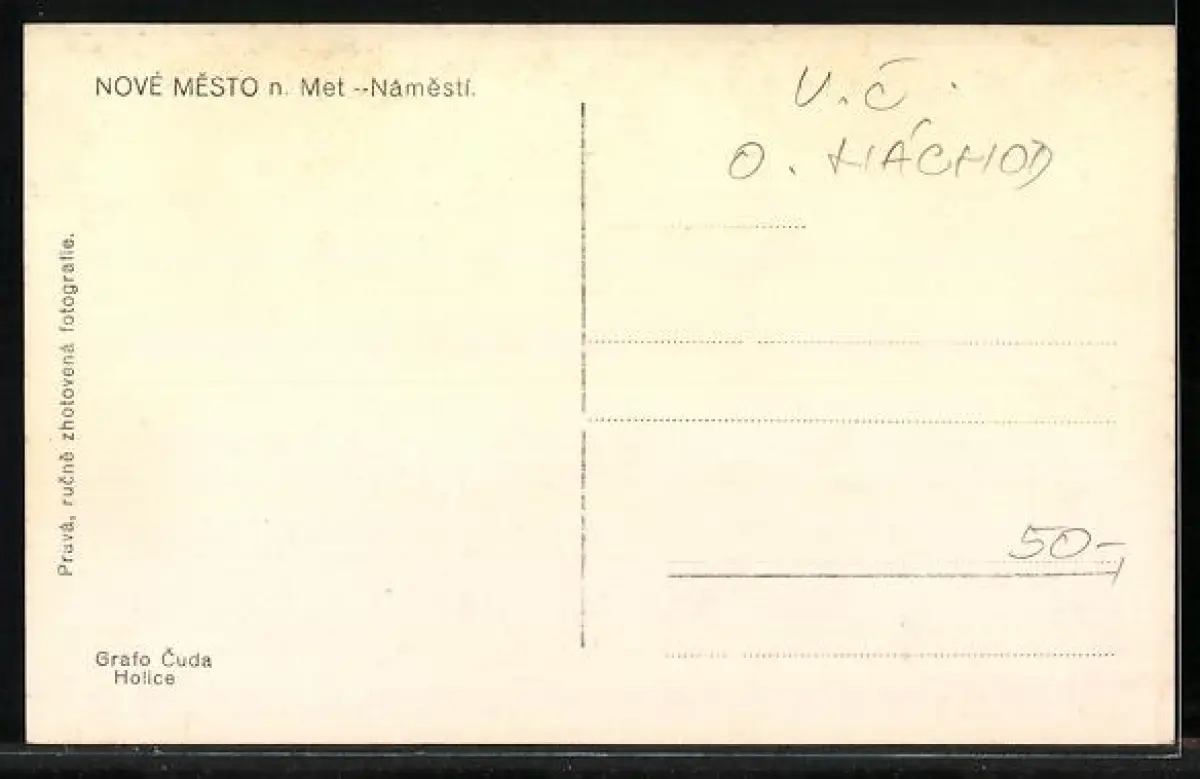 NOVÉ MĚSTO n. Met --Náměstí.
V.Č.
O. NÁCHOD
Pravá, ručně zhotovená fotografie.
50-
Grafo Čuda
Holice